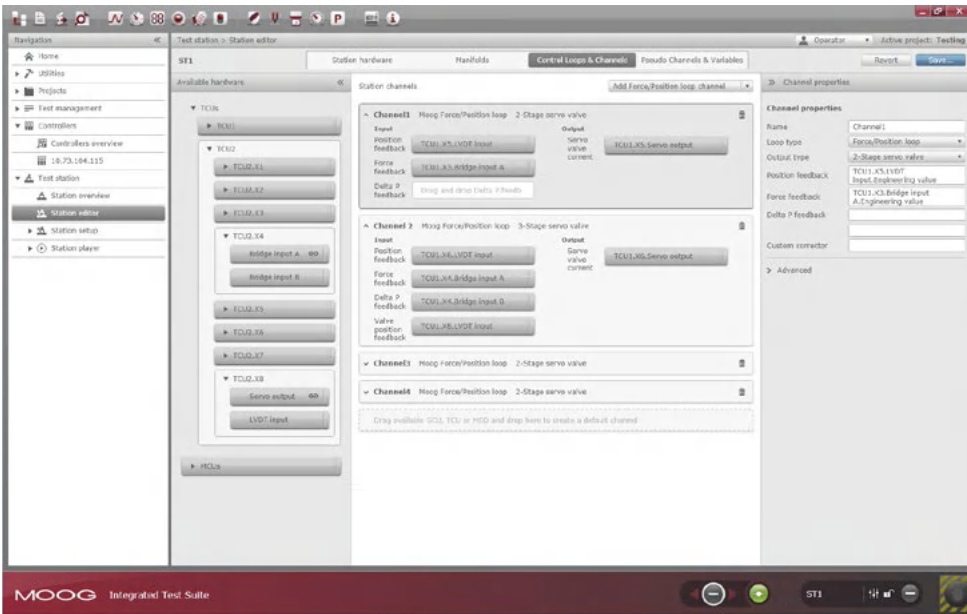 88
P
Navigation
Test station > Station editor
Operator
Active project: Testing
Home
Utilities
Projects
Test management
Controllers
Controllers overview
10.73.104.115
Test station
Station overview
Station editor
Station setup
Station player
ST1
Station hardware
Manifolds
Control Loops & Channels
Pseudo Channels & Variables
Revert
Save...
Available hardware
TCUs
TCU1
TCU2
TCU2.X1
TCU2.X2
TCU2.X3
TCU2.X4
Bridge input A
Bridge input B
TCU2.X5
TCU2.X6
TCU2.X7
TCU2.X8
Servo output
LVDT input
MCUs
Station channels
Add Force/Position loop channel
Channel1 Moog Force/Position loop 2-Stage servo valve
Input
Output
Position feedback
TCU1.X5.LVDT input
Servo valve current
TCU1.X5.Servo output
Force feedback
TCU1.X3.Bridge input A
Delta P feedback
Drag and drop Delta P feedb
Channel 2 Moog Force/Position loop 3-Stage servo valve
Input
Output
Position feedback
TCU1.X6.LVDT input
Servo valve current
TCU1.X6.Servo output
Force feedback
TCU1.X4.Bridge input A
Delta P feedback
TCU1.X4.Bridge input B
Valve position feedback
TCU1.X8.LVDT input
Channel3 Moog Force/Position loop 2-Stage servo valve
Channel4 Moog Force/Position loop 2-Stage servo valve
Drag available GCU, TCU or MSD and drop here to create a default channel
Channel properties
Channel properties
Name
Channel1
Loop type
Force/Position loop
Output type
2-Stage servo valve
Position feedback
TCU1.X5.LVDT
input.Engineering value
Force feedback
TCU1.X3.Bridge input
A.Engineering value
Delta P feedback
Custom corrector
Advanced
MOOG Integrated Test Suite
ST1